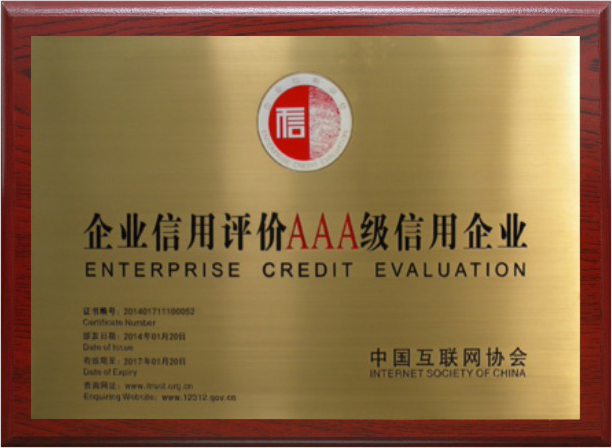 信
企业信用评价AAA级信用企业
ENTERPRISE CREDIT EVALUATION
证书编号：201401711100052
Certificate Number
颁发日期：2014年01月20日
Date of Issue
有效期至：2017年01月20日
Date of Expiry
查询网址：www.itrust.org.cn
Enquiring Website：www.12312.gov.cn
中国互联网协会
INTERNET SOCIETY OF CHINA